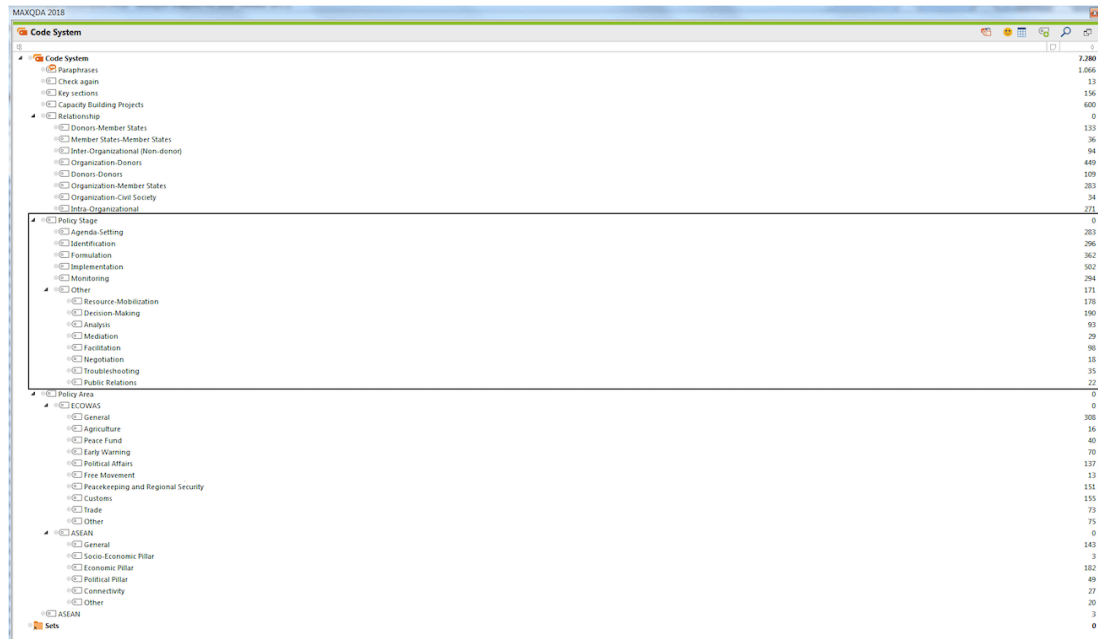 MAXQDA 2018
Code System
Code System 7.280
Paraphrases 1.066
Check again 13
Key sections 156
Capacity Building Projects 600
Relationship 0
Donors-Member States 133
Member States-Member States 36
Inter-Organizational (Non-donor) 94
Organization-Donors 449
Donors-Donors 109
Organization-Member States 283
Organization-Civil Society 34
Intra-Organizational 271
Policy Stage 0
Agenda-Setting 283
Identification 296
Formulation 362
Implementation 502
Monitoring 294
Other 171
Resource-Mobilization 178
Decision-Making 190
Analysis 93
Mediation 29
Facilitation 98
Negotiation 18
Troubleshooting 35
Public Relations 22
Policy Area 0
ECOWAS 0
General 308
Agriculture 16
Peace Fund 40
Early Warning 70
Political Affairs 137
Free Movement 13
Peacekeeping and Regional Security 151
Customs 155
Trade 73
Other 75
ASEAN 0
General 143
Socio-Economic Pillar 3
Economic Pillar 182
Political Pillar 49
Connectivity 27
Other 20
ASEAN 3
Sets 0